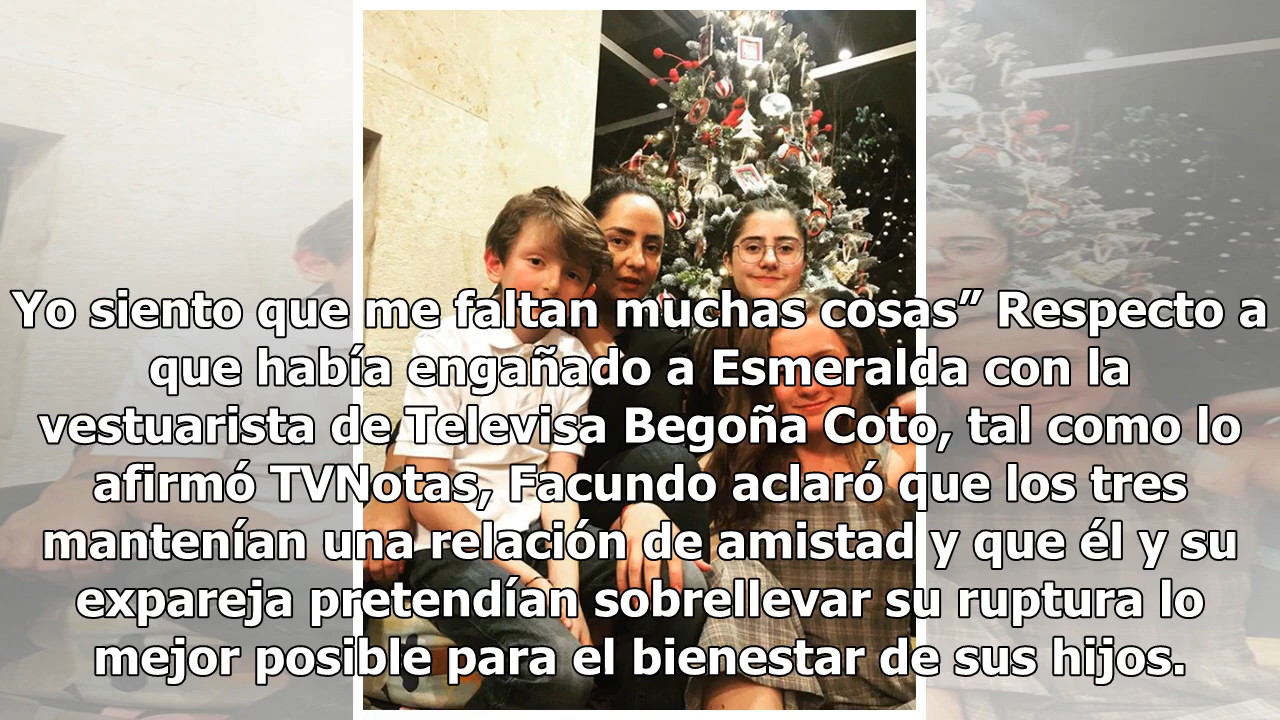 Yo siento que me faltan muchas cosas” Respecto a
que había engañado a Esmeralda con la
vestuarista de Televisa Begoña Coto, tal como lo
afirmó TVNotas, Facundo aclaró que los tres
mantenían una relación de amistad y que él y su
expareja pretendían sobrellevar su ruptura lo
mejor posible para el bienestar de sus hijos.